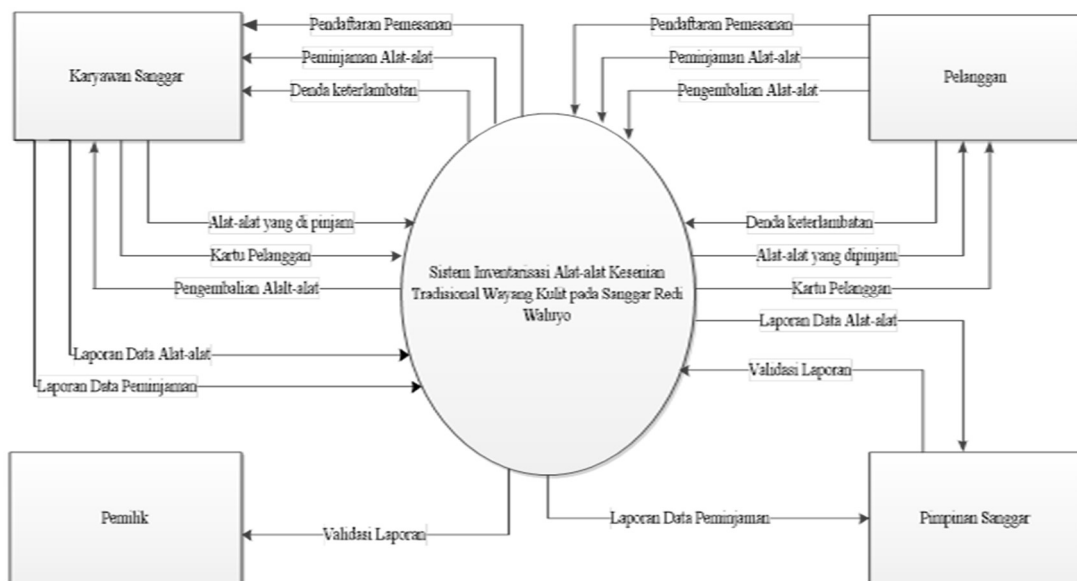 Karyawan Sanggar
Pendaftaran Pemesanan
Peminjaman Alat-alat
Denda keterlambatan
Pendaftaran Pemesanan
Peminjaman Alat-alat
Pengembalian Alat-alat
Pelanggan
Alat-alat yang di pinjam
Kartu Pelanggan
Pengembalian Alalt-alat
Laporan Data Alat-alat
Laporan Data Peminjaman
Sistem Inventarisasi Alat-alat Kesenian
Tradisional Wayang Kulit pada Sanggar Redi
Waluyo
Denda keterlambatan
Alat-alat yang dipinjam
Kartu Pelanggan
Laporan Data Alat-alat
Validasi Laporan
Pemilik
Validasi Laporan
Laporan Data Peminjaman
Pimpinan Sanggar